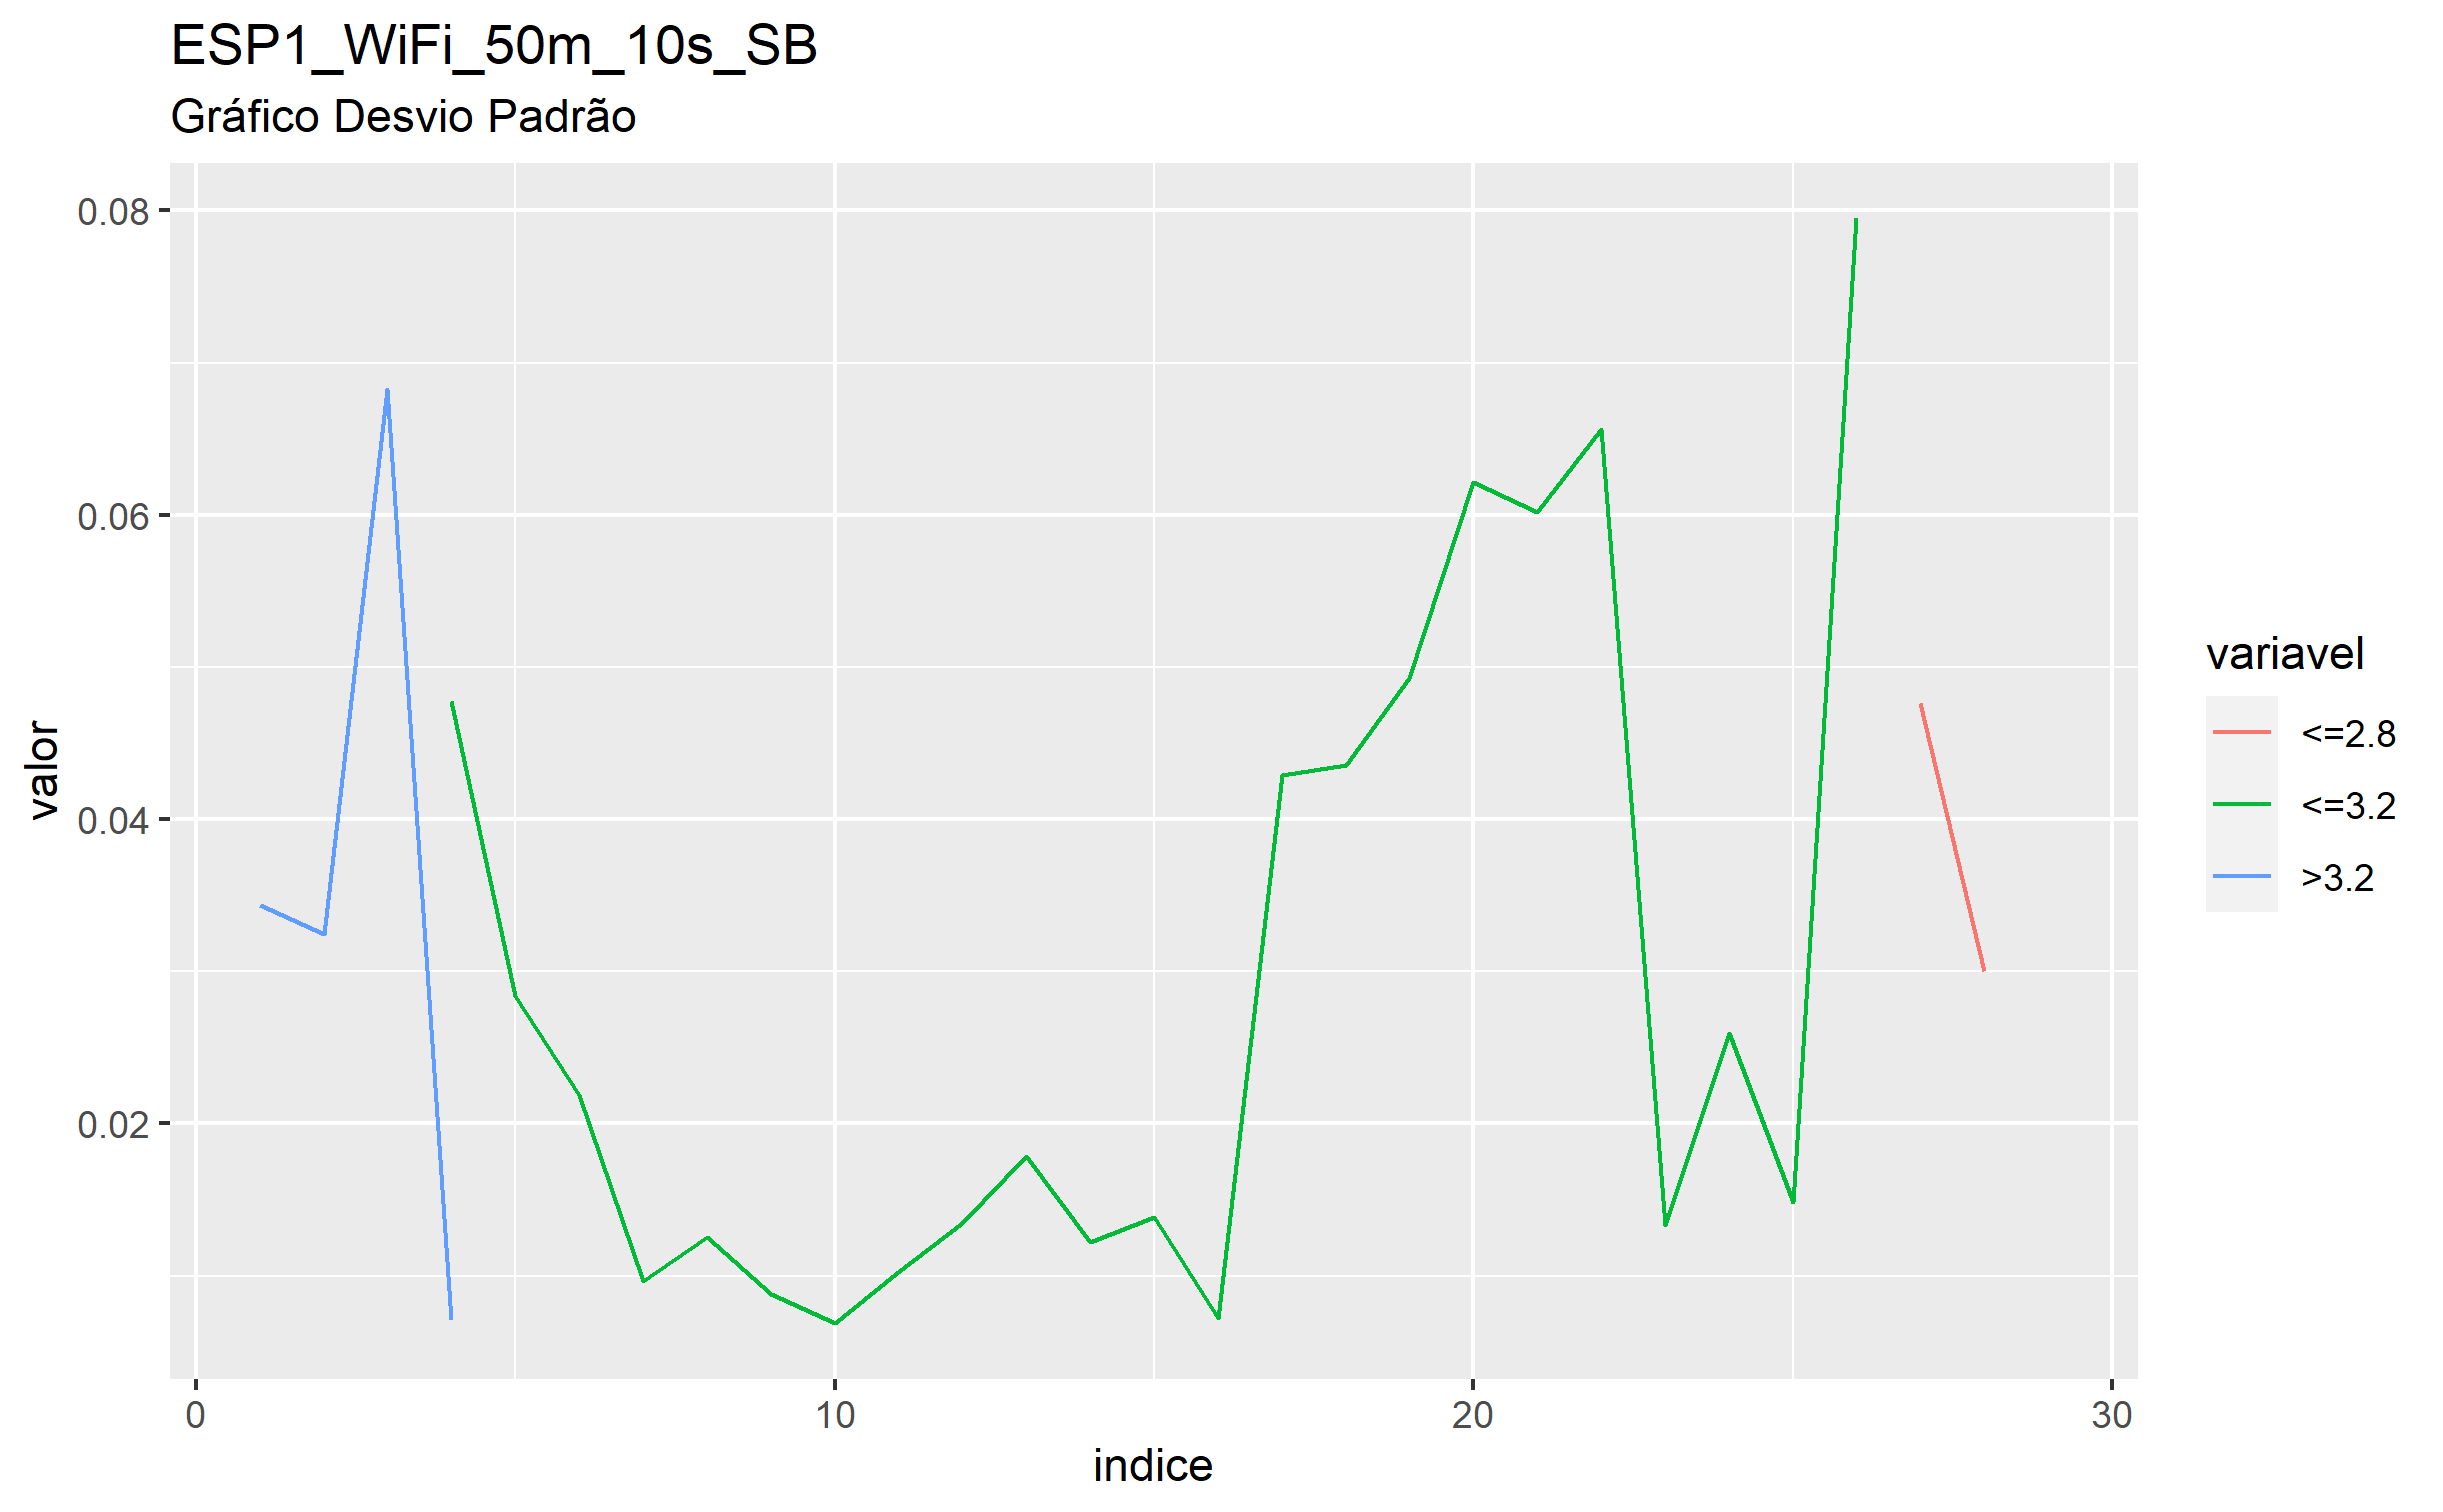 ESP1_WiFi_50m_10s_SB
Gráfico Desvio Padrão
valor
0.08
0.06
0.04
0.02
0
10
20
30
indice
variavel
<=2.8
<=3.2
>3.2